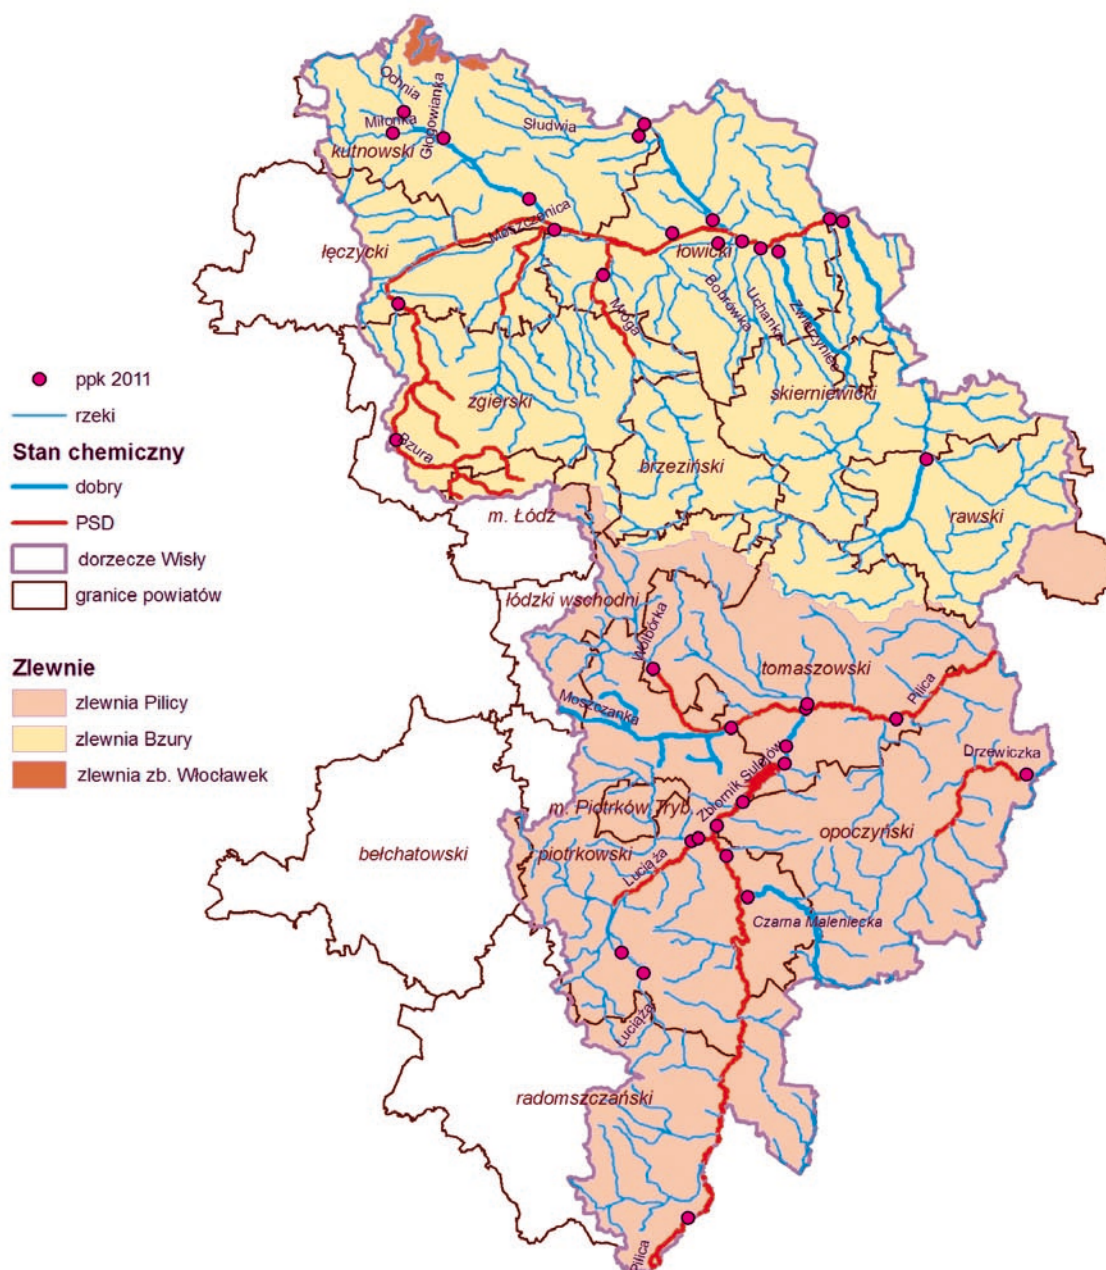 Ochnia
Miłonka
Głogowianka
kutnowski
Słudwia
Moszczenica
łęczycki
łowicki
Bobrówka
Uchanka
Zwierzyniec
Mroga
skierniewicki
zgierski
Bzura
brzeziński
rawski
m. Łódź
łódzki wschodni
Wolbórka
tomaszowski
Moszczanka
Pilica
Drzewiczka
Zbiornik Sulejów
m. Piotrków Tryb.
opoczyński
bełchatowski
piotrkowski
Luciąża
Czarna Maleniecka
Luciąża
radomszczański
Pilica
ppk 2011
rzeki
Stan chemiczny
dobry
PSD
dorzecze Wisły
granice powiatów
Zlewnie
zlewnia Pilicy
zlewnia Bzury
zlewnia zb. Włocławek